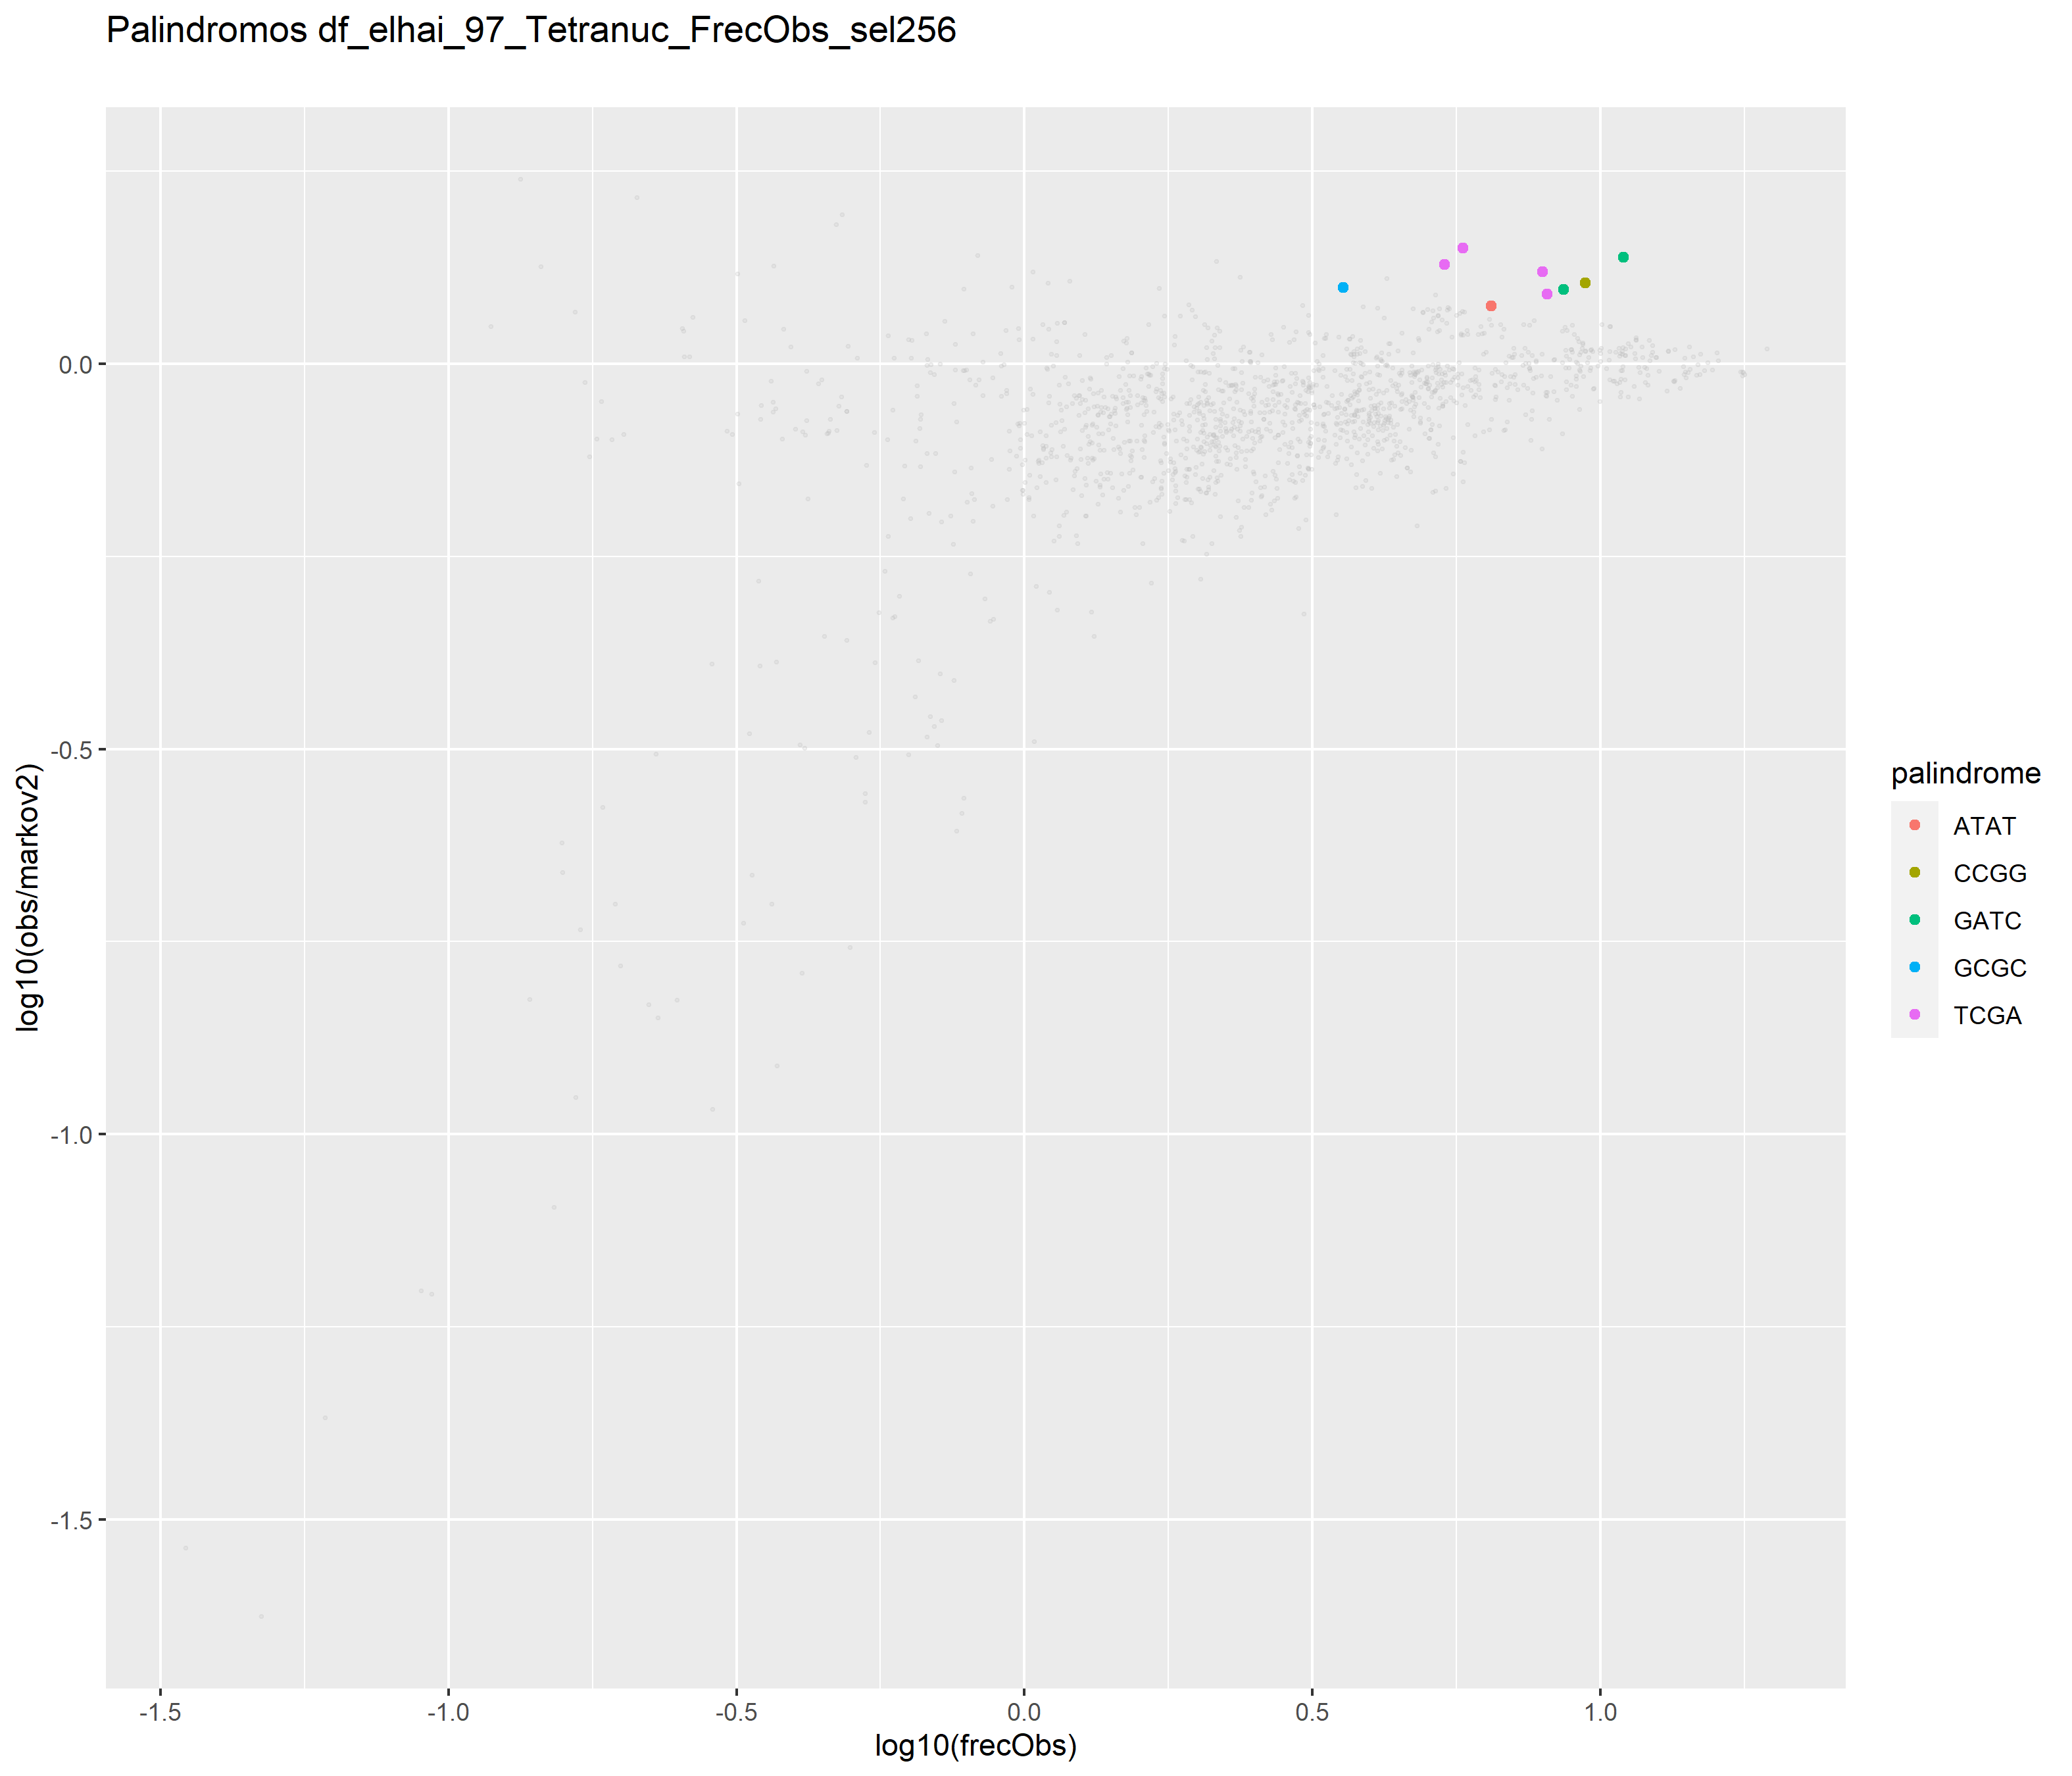 Palindromos df_elhai_97_Tetranuc_FrecObs_sel256
log10(obs/markov2)
0.0
-0.5
-1.0
-1.5
-1.5
-1.0
-0.5
0.0
0.5
1.0
log10(frecObs)
palindrome
ATAT
CCGG
GATC
GCGC
TCGA